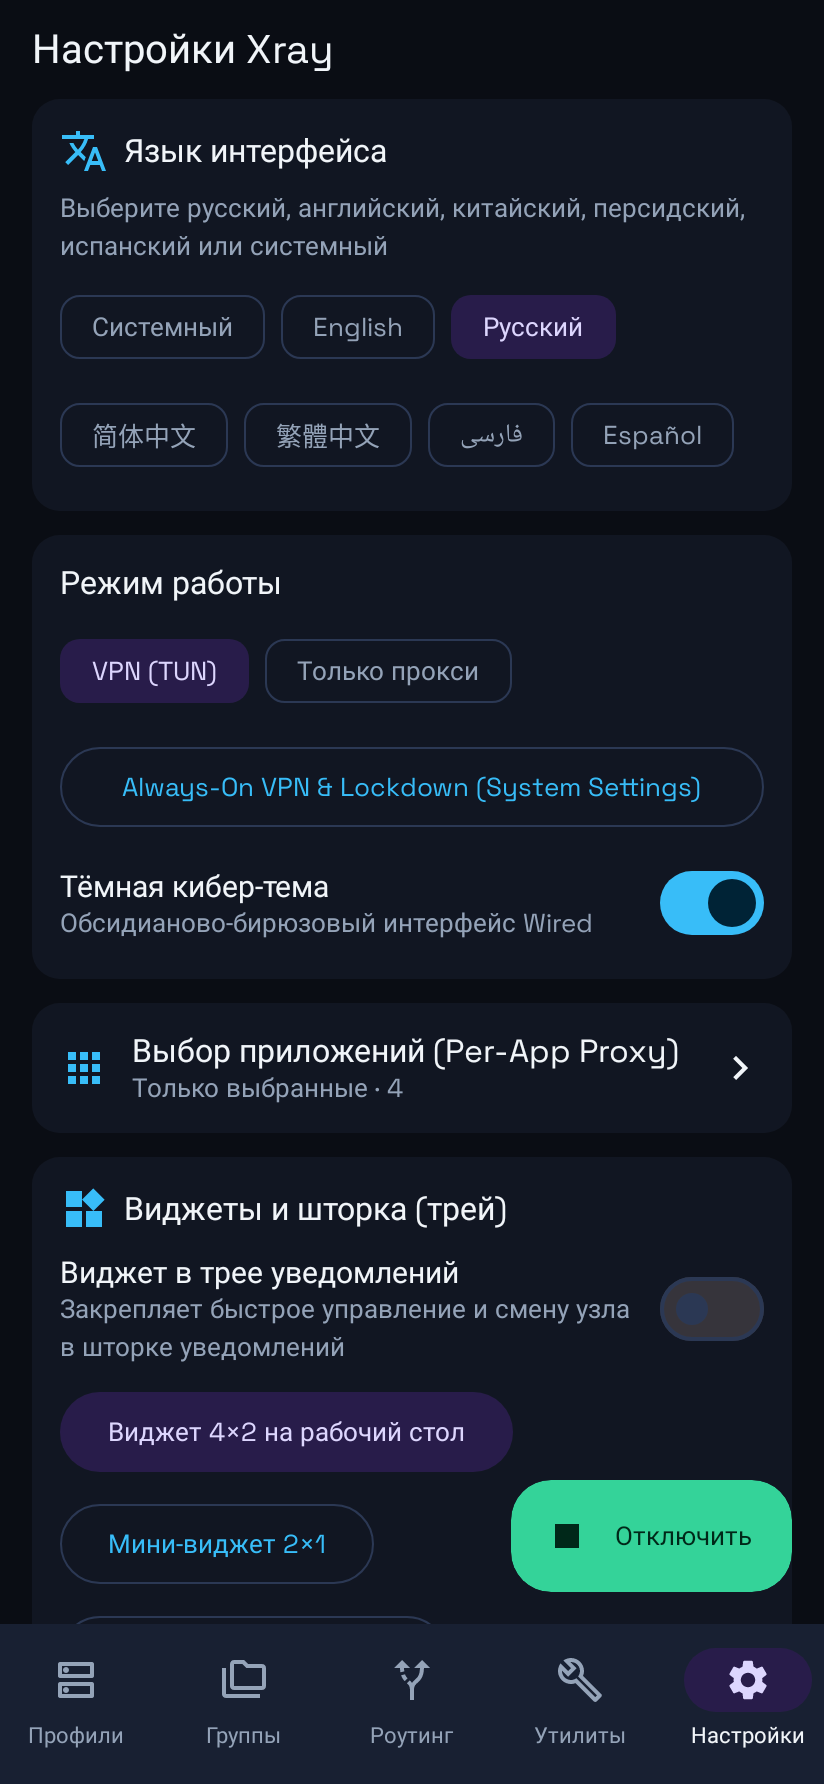 Настройки Xray
Язык интерфейса
Выберите русский, английский, китайский, персидский,
испанский или системный
Системный
English
Русский
简体中文
繁體中文
فارسی
Español
Режим работы
VPN (TUN)
Только прокси
Always-On VPN & Lockdown (System Settings)
Тёмная кибер-тема
Обсидианово-бирюзовый интерфейс Wired
Выбор приложений (Per-App Proxy)
Только выбранные · 4
Виджеты и шторка (трей)
Виджет в трее уведомлений
Закрепляет быстрое управление и смену узла
в шторке уведомлений
Виджет 4×2 на рабочий стол
Мини-виджет 2×1
Отключить
Профили
Группы
Роутинг
Утилиты
Настройки